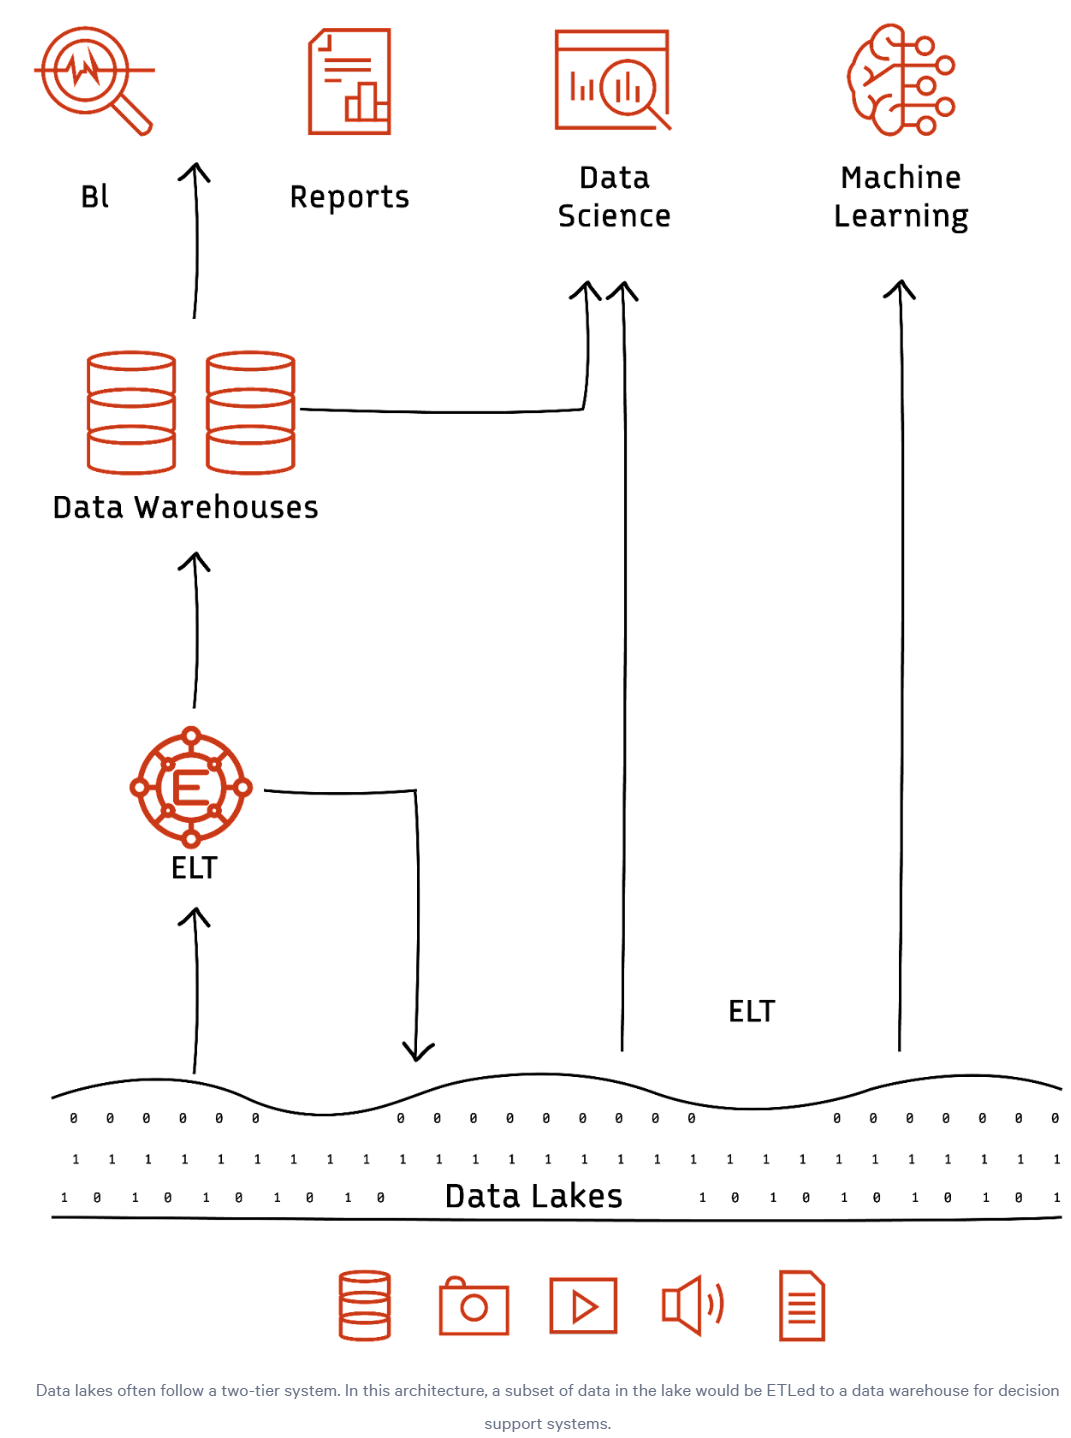 Bl
Reports
Data
Science
Machine
Learning
Data Warehouses
E
ELT
ELT
0 0 0 0 0 0 0 0 0 0 0 0 0 0 0 0 0 0 0 0 0 0
1 1 1 1 1 1 1 1 1 1 1 1 1 1 1 1 1 1 1 1 1 1 1 1 1 1 1 1
1 0 1 0 1 0 1 0 1 0 Data Lakes 1 0 1 0 1 0 1 0 1 0 1
Data lakes often follow a two-tier system. In this architecture, a subset of data in the lake would be ETLed to a data warehouse for decision
support systems.